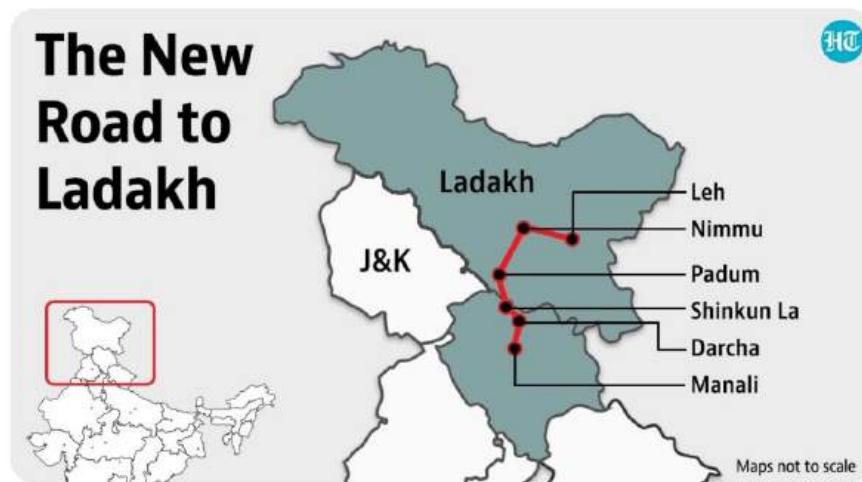 The New
Road to
Ladakh
HT
Ladakh
J&K
Leh
Nimmu
Padum
Shinkun La
Darcha
Manali
Maps not to scale